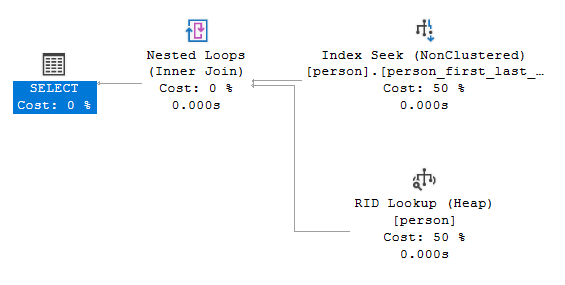 Nested Loops
(Inner Join)
Cost: 0 %
0.000s
Index Seek (NonClustered)
[person].[person_first_last_…
Cost: 50 %
0.000s
SELECT
Cost: 0 %
RID Lookup (Heap)
[person]
Cost: 50 %
0.000s